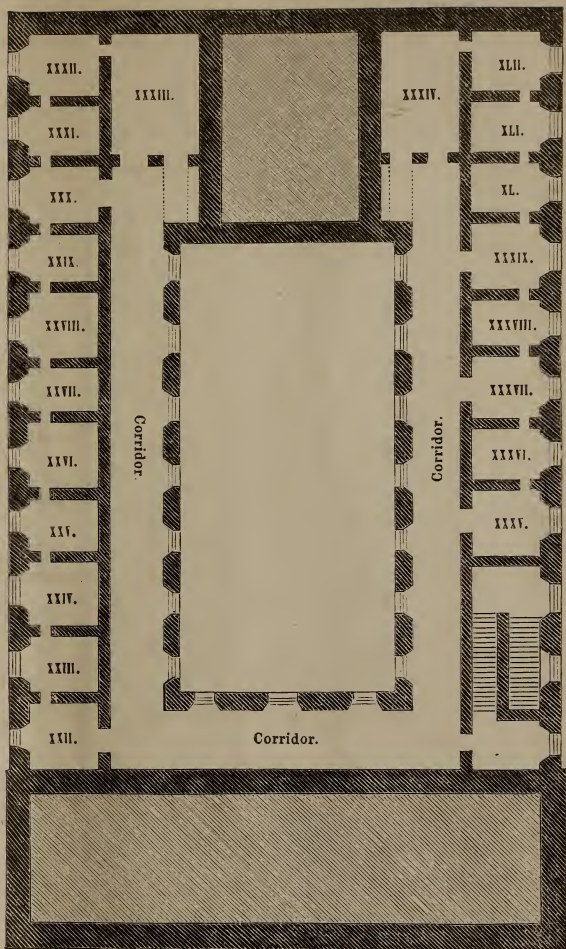 XXXII.
XXXIII.
XXXIV.
XLII.
XXXI.
XLI.
XXX.
XL.
XXIX.
XXXIX.
XXVIII.
XXXVIII.
XXVII.
XXXVII.
Corridor.
Corridor.
XXVI.
XXXVI.
XXV.
XXXV.
XXIV.
XXIII.
XXII.
Corridor.